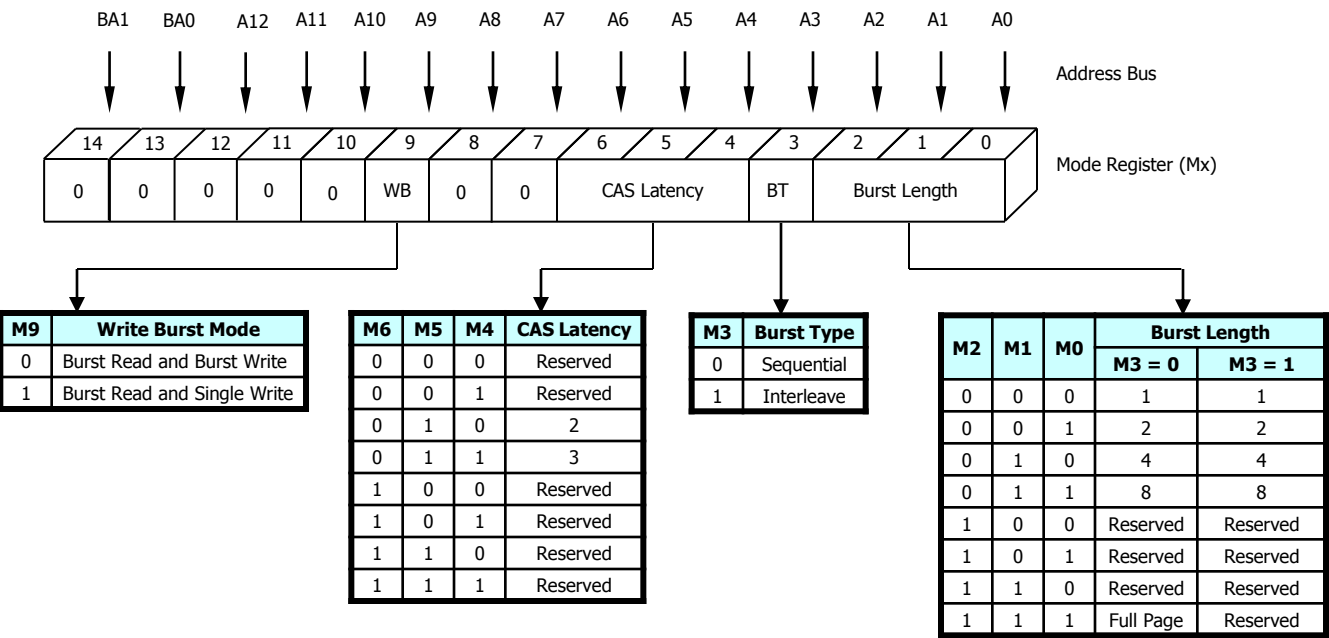 BA1 BA0 A12 A11 A10 A9 A8 A7 A6 A5 A4 A3 A2 A1 A0
Address Bus
14 13 12 11 10 9 8 7 6 5 4 3 2 1 0
Mode Register (Mx)
0 0 0 0 0 WB 0 0 CAS Latency BT Burst Length
M9 Write Burst Mode
0 Burst Read and Burst Write
1 Burst Read and Single Write
M6 M5 M4 CAS Latency
0 0 0 Reserved
0 0 1 Reserved
0 1 0 2
0 1 1 3
1 0 0 Reserved
1 0 1 Reserved
1 1 0 Reserved
1 1 1 Reserved
M3 Burst Type
0 Sequential
1 Interleave
M2 M1 M0 Burst Length
M3 = 0 M3 = 1
0 0 0 1 1
0 0 1 2 2
0 1 0 4 4
0 1 1 8 8
1 0 0 Reserved Reserved
1 0 1 Reserved Reserved
1 1 0 Reserved Reserved
1 1 1 Full Page Reserved